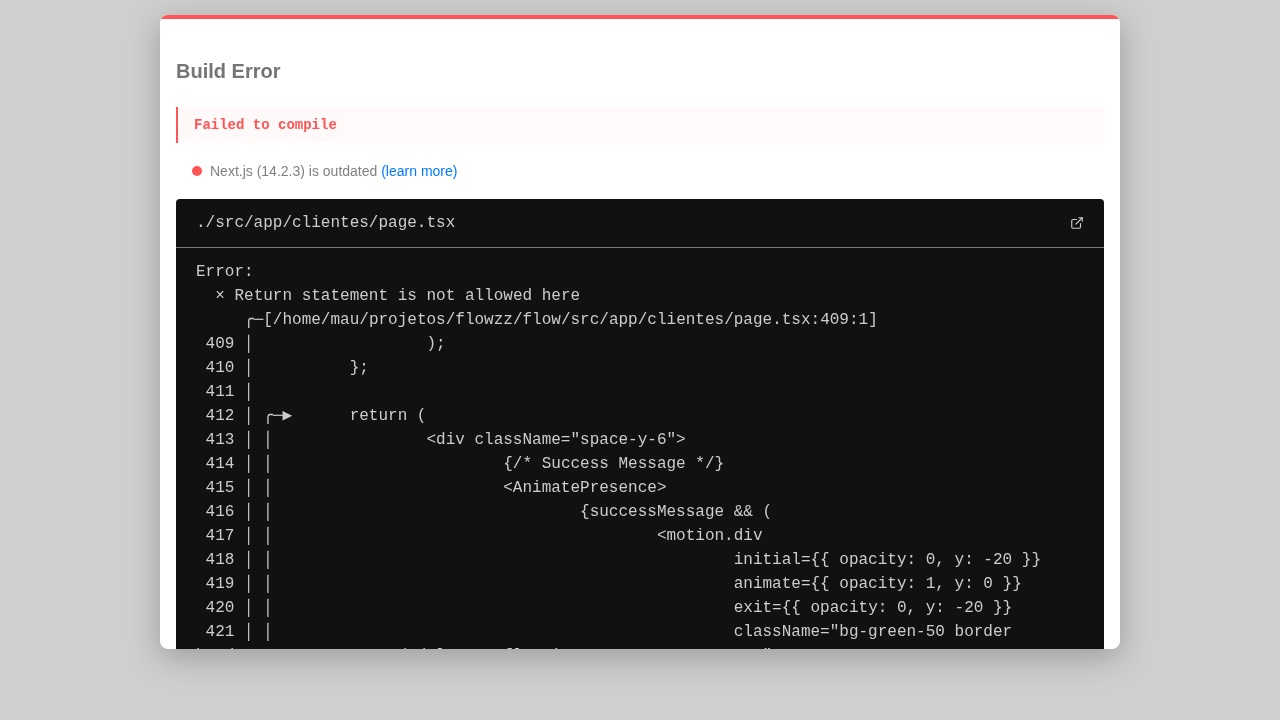 Build Error
Failed to compile
Next.js (14.2.3) is outdated (learn more)
./src/app/clientes/page.tsx
Error:
× Return statement is not allowed here
╭─[/home/mau/projetos/flowzz/flow/src/app/clientes/page.tsx:409:1]
409 │ );
410 │ };
411 │
412 │ ╭─▶ return (
413 │ │ <div className="space-y-6">
414 │ │ {/* Success Message */}
415 │ │ <AnimatePresence>
416 │ │ {successMessage && (
417 │ │ <motion.div
418 │ │ initial={{ opacity: 0, y: -20 }}
419 │ │ animate={{ opacity: 1, y: 0 }}
420 │ │ exit={{ opacity: 0, y: -20 }}
421 │ │ className="bg-green-50 border